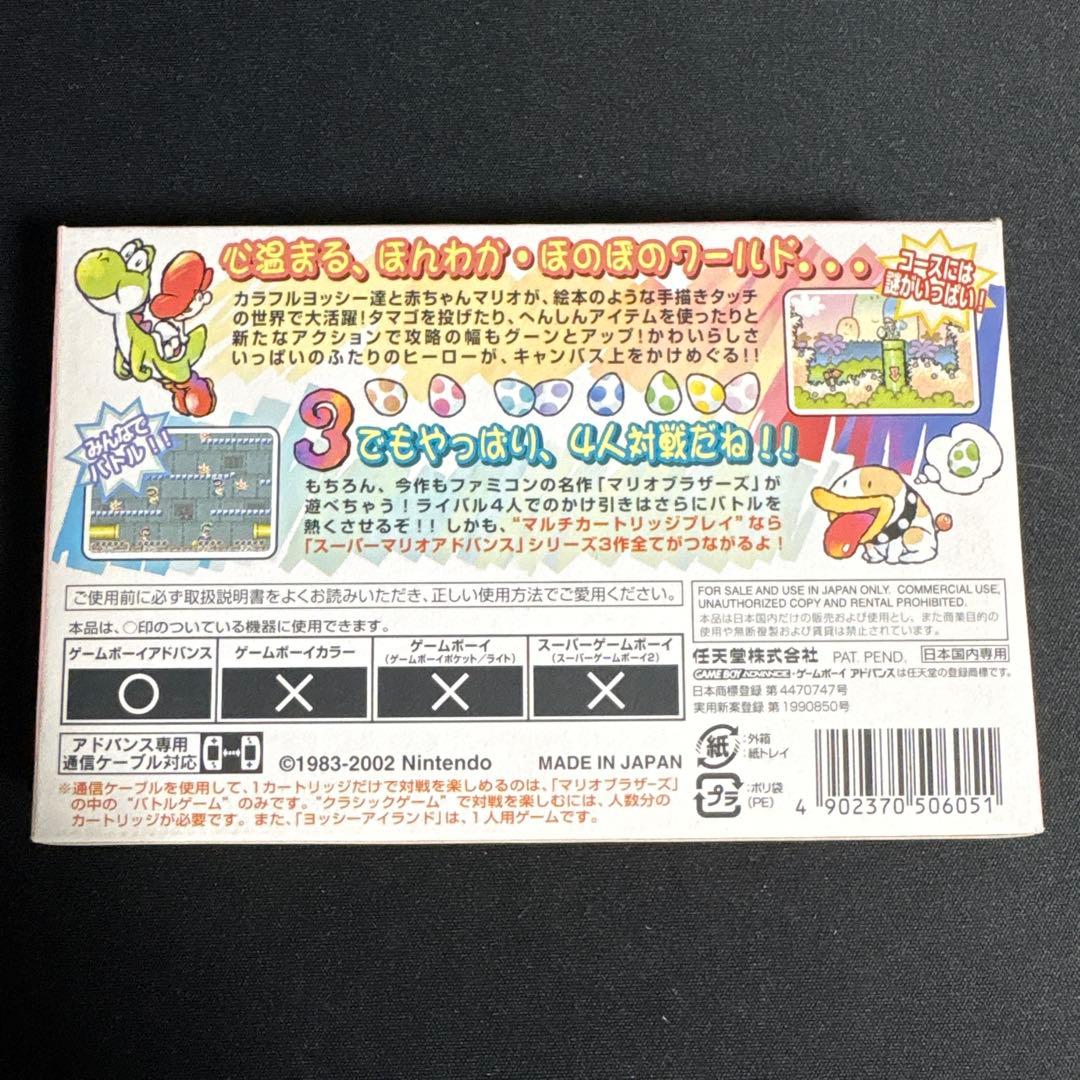 心温まる、ほんわか・ほのぼのワールド...
コースには
謎がいっぱい!
カラフルヨッシー達と赤ちゃんマリオが、絵本のような手描きタッチ
の世界で大活躍!タマゴを投げたり、へんしんアイテムを使ったりと
新たなアクションで攻略の幅もグーンとアップ!かわいらしさ
いっぱいのふたりのヒーローが、キャンバス上をかけめぐる!!
みんなで
バトル!!
3でもやっぱり、4人対戦だね!!
もちろん、今作もファミコンの名作「マリオブラザーズ」が
遊べちゃう!ライバル4人でのかけ引きはさらにバトルを
熱くさせるぞ!!しかも、"マルチカートリッジプレイ"なら
「スーパーマリオアドバンス」シリーズ3作全てがつながるよ!
ご使用前に必ず取扱説明書をよくお読みいただき、正しい使用方法でご愛用ください。
本品は、○印のついている機器に使用できます。
ゲームボーイアドバンス
ゲームボーイカラー
ゲームボーイ
(ゲームボーイポケット/ライト)
スーパーゲームボーイ
(スーパーゲームボーイ2)
○ × × ×
アドバンス専用
通信ケーブル対応
©1983-2002 Nintendo MADE IN JAPAN
※通信ケーブルを使用して、1カートリッジだけで対戦を楽しめるのは、「マリオブラザーズ」
の中の"バトルゲーム"のみです。"クラシックゲーム"で対戦を楽しむには、人数分の
カートリッジが必要です。また、「ヨッシーアイランド」は、1人用ゲームです。
FOR SALE AND USE IN JAPAN ONLY. COMMERCIAL USE,
UNAUTHORIZED COPY AND RENTAL PROHIBITED.
本品は日本国内だけの販売および使用とし、また商業目的の
使用や無断複製および賃貸は禁止されています。
任天堂株式会社 PAT. PEND. 日本国内専用
GAME BOY ADVANCE・ゲームボーイ アドバンスは任天堂の登録商標です。
日本商標登録 第4470747号
実用新案登録 第1990850号
紙
:外箱
・紙トレイ
プラ
:ポリ袋
(PE)
4 902370 506051